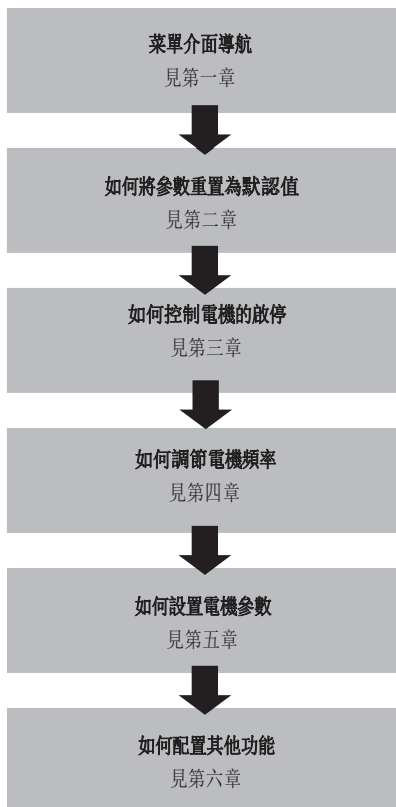 菜單介面導航
見第一章
如何將參數重置為默認值
見第二章
如何控制電機的啟停
見第三章
如何調節電機頻率
見第四章
如何設置電機參數
見第五章
如何配置其他功能
見第六章